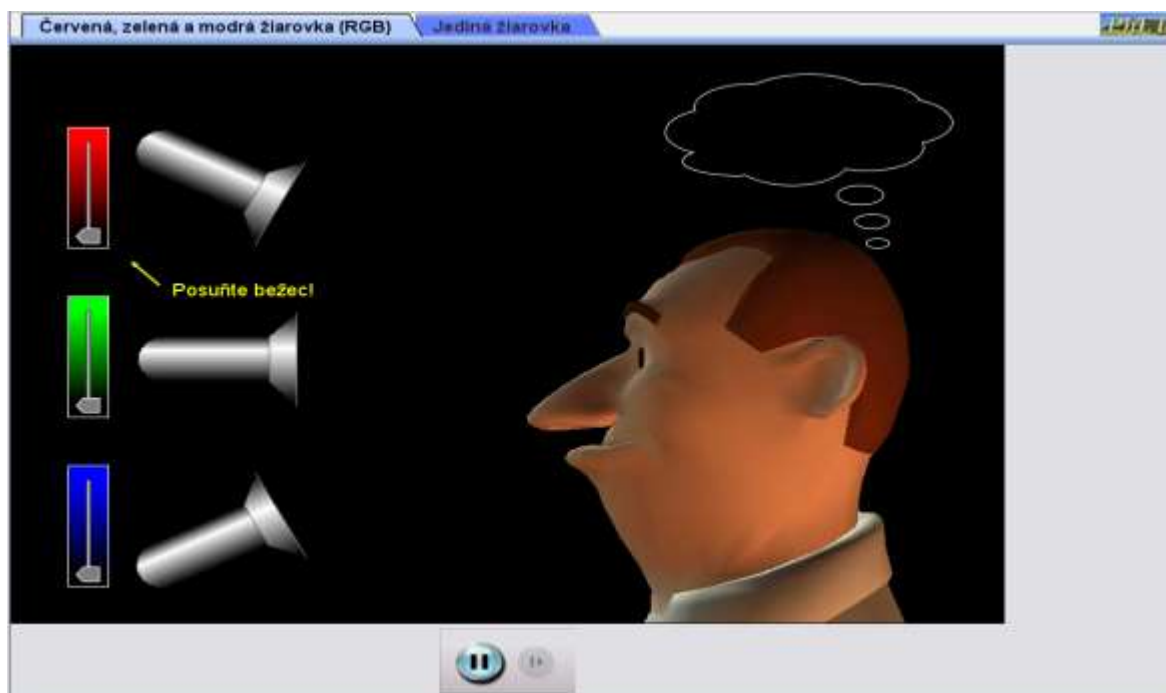 Červená, zelená a modrá žiarovka (RGB)
Jediná žiarovka
Posuňte bežec!